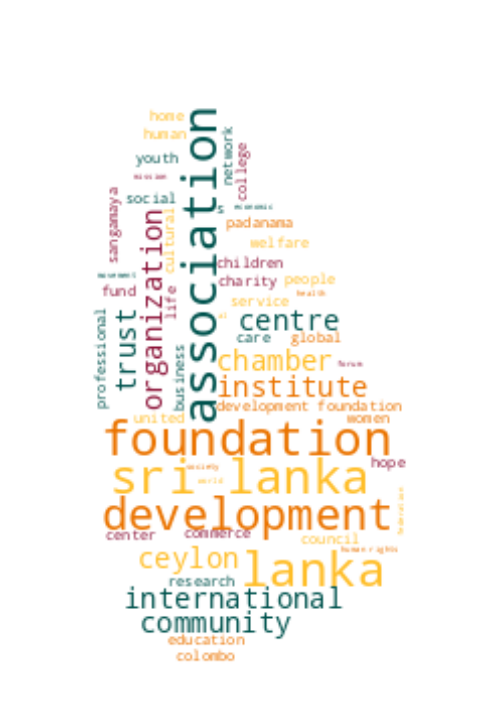 home
human
association
network
youth
mission
college
sangamaya
social
economic
organization
cultural
padanama
welfare
children
movement
charity
people
fund
life
health
service
professional
trust
centre
care
global
business
chamber
forum
institute
development foundation
united
women
foundation
sri lanka
hope
society
world
development
federation
center
commerce
council
human rights
ceylon
lanka
research
international
community
education
colombo